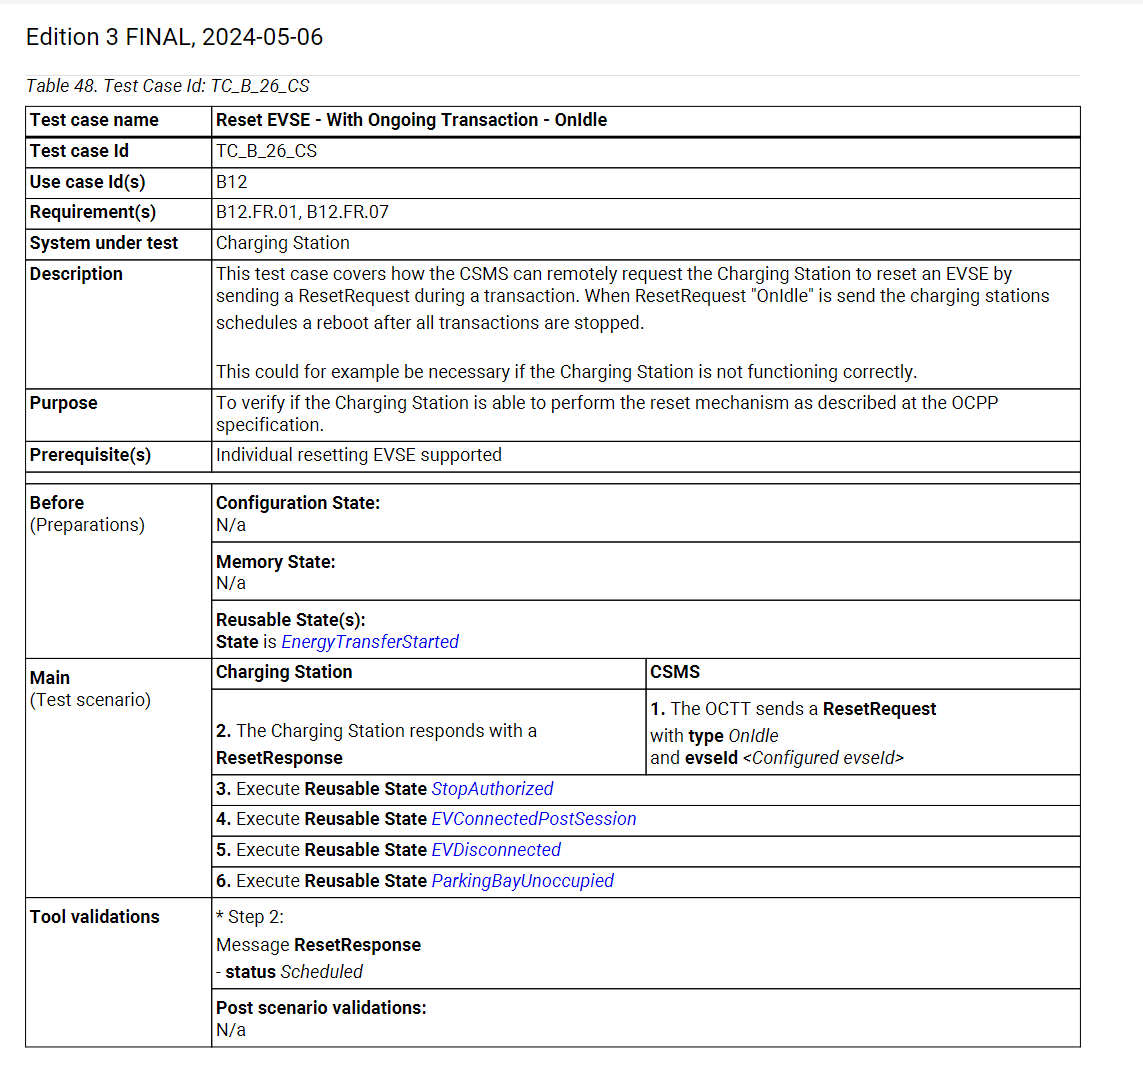 Edition 3 FINAL, 2024-05-06
Table 48. Test Case Id: TC_B_26_CS
Test case name Reset EVSE - With Ongoing Transaction - OnIdle
Test case Id TC_B_26_CS
Use case Id(s) B12
Requirement(s) B12.FR.01, B12.FR.07
System under test Charging Station
Description This test case covers how the CSMS can remotely request the Charging Station to reset an EVSE by
sending a ResetRequest during a transaction. When ResetRequest "OnIdle" is send the charging stations
schedules a reboot after all transactions are stopped.
This could for example be necessary if the Charging Station is not functioning correctly.
Purpose To verify if the Charging Station is able to perform the reset mechanism as described at the OCPP
specification.
Prerequisite(s) Individual resetting EVSE supported
Before
(Preparations)
Configuration State:
N/a
Memory State:
N/a
Reusable State(s):
State is EnergyTransferStarted
Main
(Test scenario)
Charging Station
CSMS
1. The OCTT sends a ResetRequest
with type OnIdle
and evseId <Configured evseId>
2. The Charging Station responds with a
ResetResponse
3. Execute Reusable State StopAuthorized
4. Execute Reusable State EVConnectedPostSession
5. Execute Reusable State EVDisconnected
6. Execute Reusable State ParkingBayUnoccupied
Tool validations
* Step 2:
Message ResetResponse
- status Scheduled
Post scenario validations:
N/a